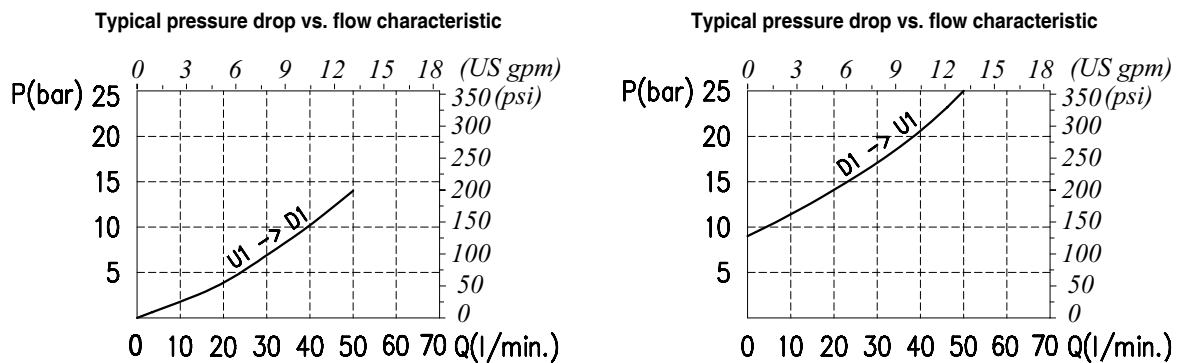 Typical pressure drop vs. flow characteristic
0 3 6 9 12 15 18 (US gpm)
P(bar) 25 350 (psi)
20 300
250
15 200
10 150
100
5 50
0
U1 -> D1
0 10 20 30 40 50 60 70 Q(l/min.)
Typical pressure drop vs. flow characteristic
0 3 6 9 12 15 18 (US gpm)
P(bar) 25 350 (psi)
20 300
250
15 200
10 150
100
5 50
0
D1 -> U1
0 10 20 30 40 50 60 70 Q(l/min.)